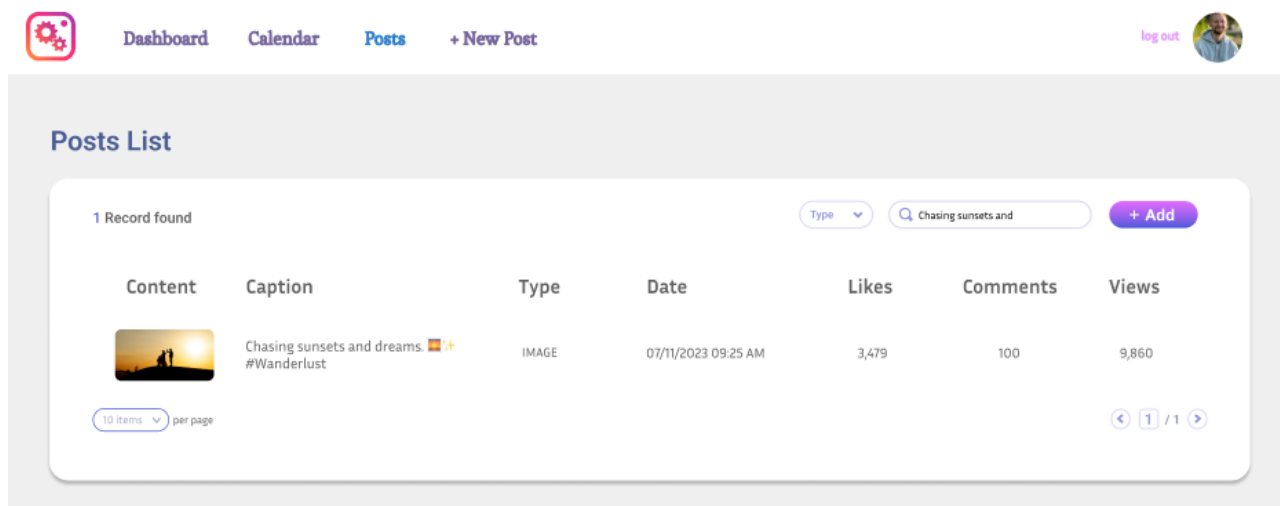 Dashboard Calendar Posts + New Post log out
Posts List
1 Record found Type Chasing sunsets and + Add
Content Caption Type Date Likes Comments Views
Chasing sunsets and dreams. 🌅✨ IMAGE 07/11/2023 09:25 AM 3,479 100 9,860
#Wanderlust
10 items per page 1 / 1